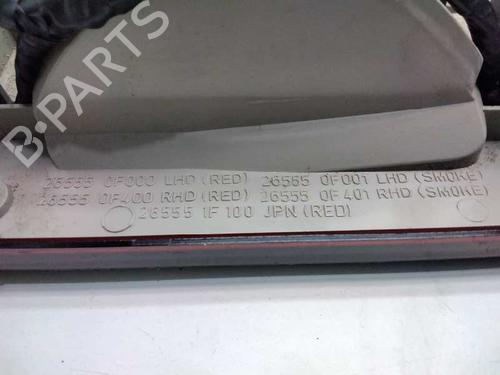 B-PARTS
26555 0F000 LHD (RED) 26555 0F001 LHD (SMOKE)
26555 0F400 RHD (RED) 26555 0F401 RHD (SMOKE)
26555 1F100 JPN (RED)